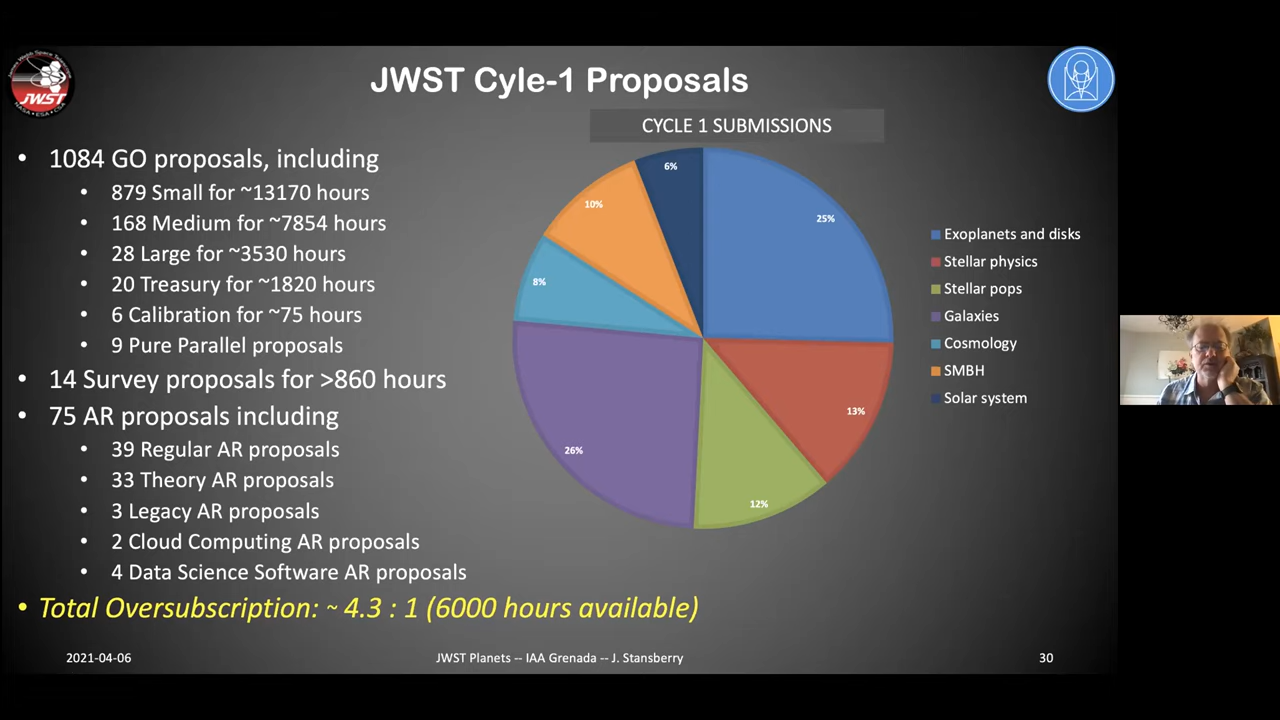 JWST Cyle-1 Proposals
JWST
CYCLE 1 SUBMISSIONS
• 1084 GO proposals, including
• 879 Small for ~13170 hours
• 168 Medium for ~7854 hours
• 28 Large for ~3530 hours
• 20 Treasury for ~1820 hours
• 6 Calibration for ~75 hours
• 9 Pure Parallel proposals
• 14 Survey proposals for >860 hours
• 75 AR proposals including
• 39 Regular AR proposals
• 33 Theory AR proposals
• 3 Legacy AR proposals
• 2 Cloud Computing AR proposals
• 4 Data Science Software AR proposals
• Total Oversubscription: ~ 4.3 : 1 (6000 hours available)
6%
25%
10%
8%
26%
13%
12%
Exoplanets and disks
Stellar physics
Stellar pops
Galaxies
Cosmology
SMBH
Solar system
2021-04-06
JWST Planets -- IAA Grenada -- J. Stansberry
30